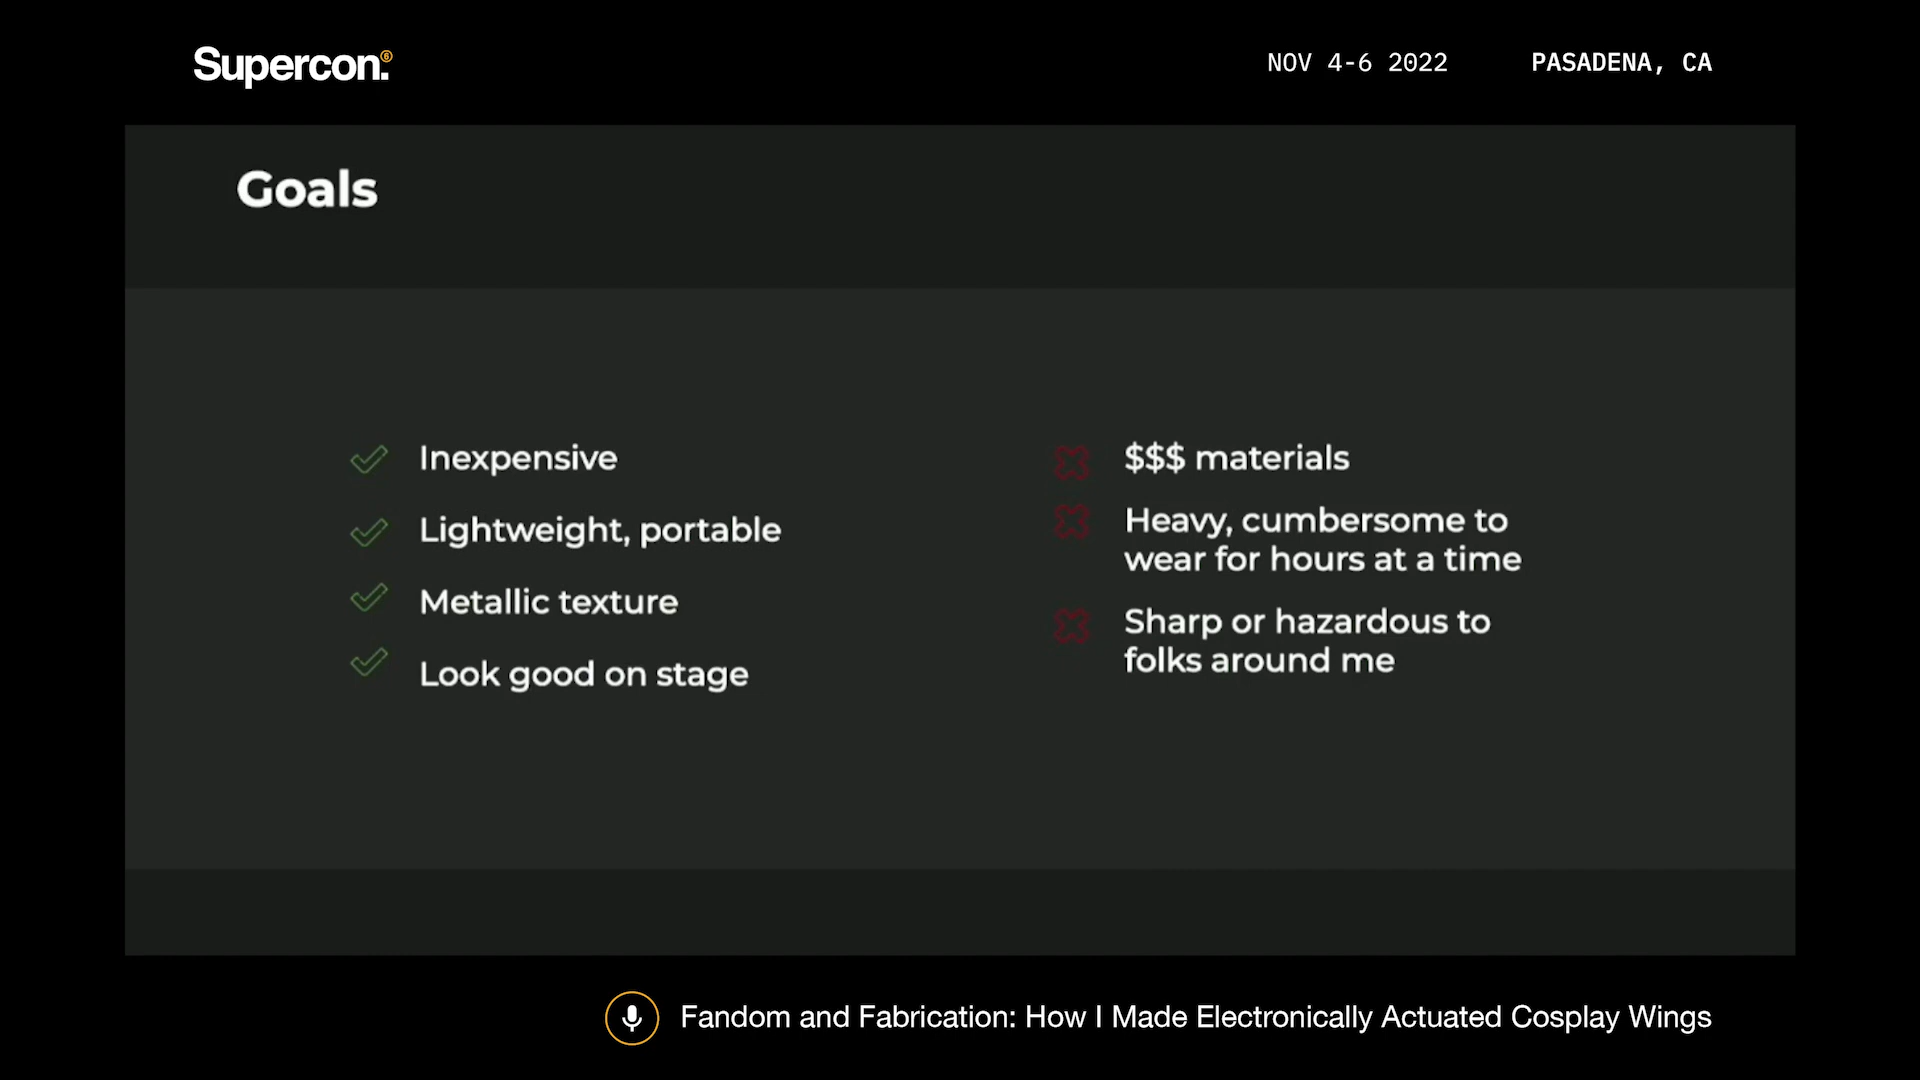 Supercon.6
NOV 4-6 2022
PASADENA, CA
Goals
Inexpensive
Lightweight, portable
Metallic texture
Look good on stage
$$$ materials
Heavy, cumbersome to
wear for hours at a time
Sharp or hazardous to
folks around me
Fandom and Fabrication: How I Made Electronically Actuated Cosplay Wings